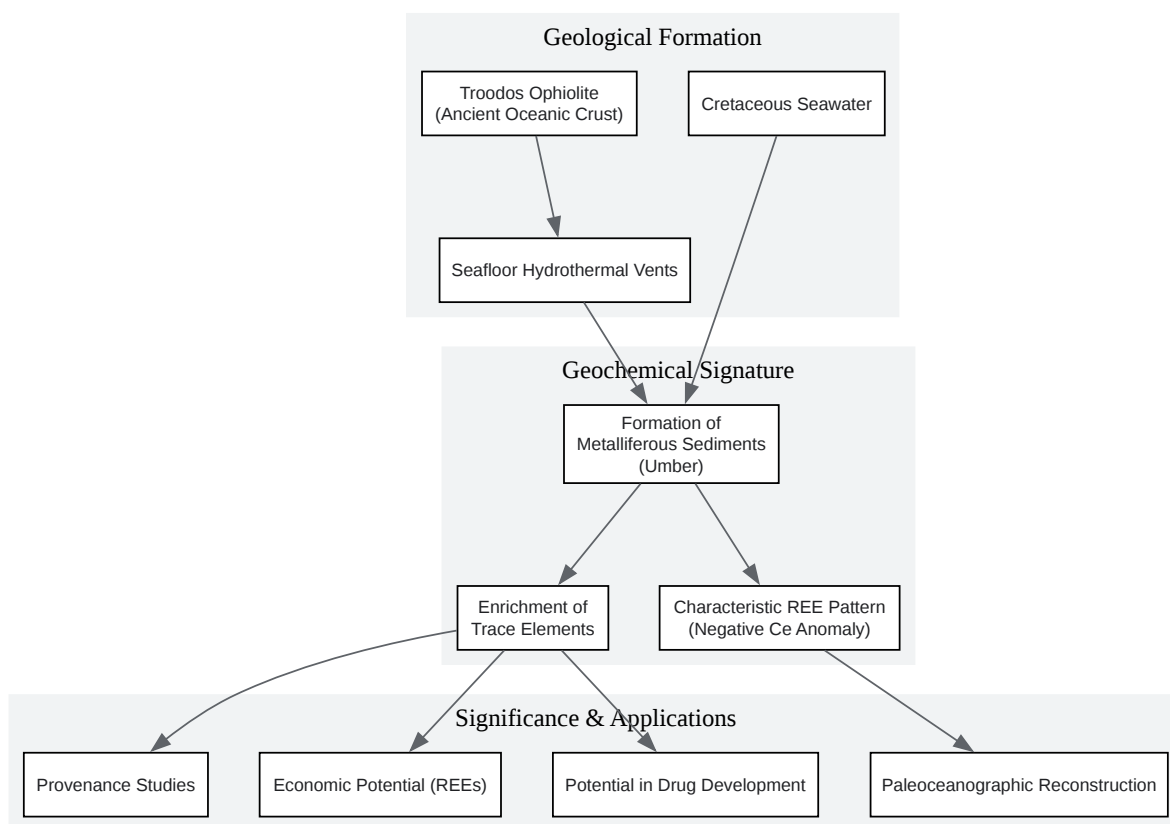 Geological Formation
Troodos Ophiolite
(Ancient Oceanic Crust)
Cretaceous Seawater
Seafloor Hydrothermal Vents
Geochemical Signature
Formation of
Metalliferous Sediments
(Umber)
Enrichment of
Trace Elements
Characteristic REE Pattern
(Negative Ce Anomaly)
Significance & Applications
Provenance Studies
Economic Potential (REEs)
Potential in Drug Development
Paleoceanographic Reconstruction